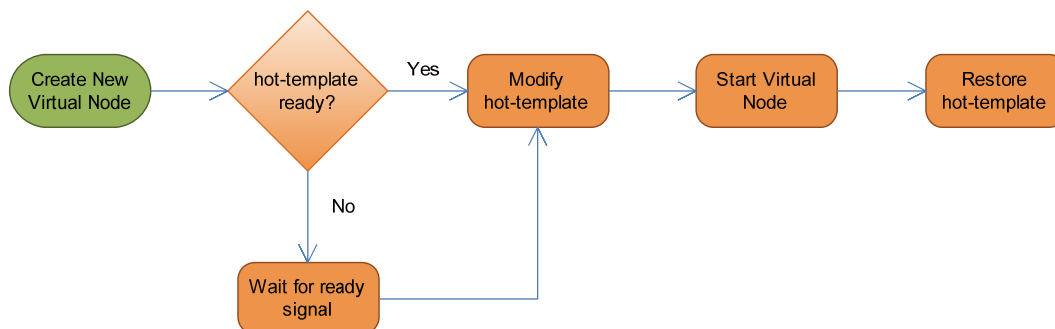 Create New
Virtual Node
hot-template
ready?
Yes
Modify
hot-template
Start Virtual
Node
Restore
hot-template
No
Wait for ready
signal